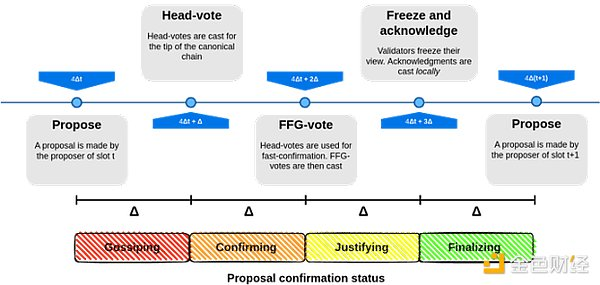 Head-vote
Head-votes are cast for
the tip of the canonical
chain
Freeze and
acknowledge
Validators freeze their
view. Acknowledgments are
cast locally
4Δt
4Δt + 2Δ
4Δ(t+1)
4Δt + Δ
4Δt + 3Δ
Propose
A proposal is made by
the proposer of slot t
FFG-vote
Head-votes are used for
fast-confirmation. FFG-
votes are then cast
Propose
A proposal is made by
the proposer of slot t+1
Δ
Δ
Δ
Δ
Gossiping
Confirming
Justifying
Finalizing
Proposal confirmation status
金色财经